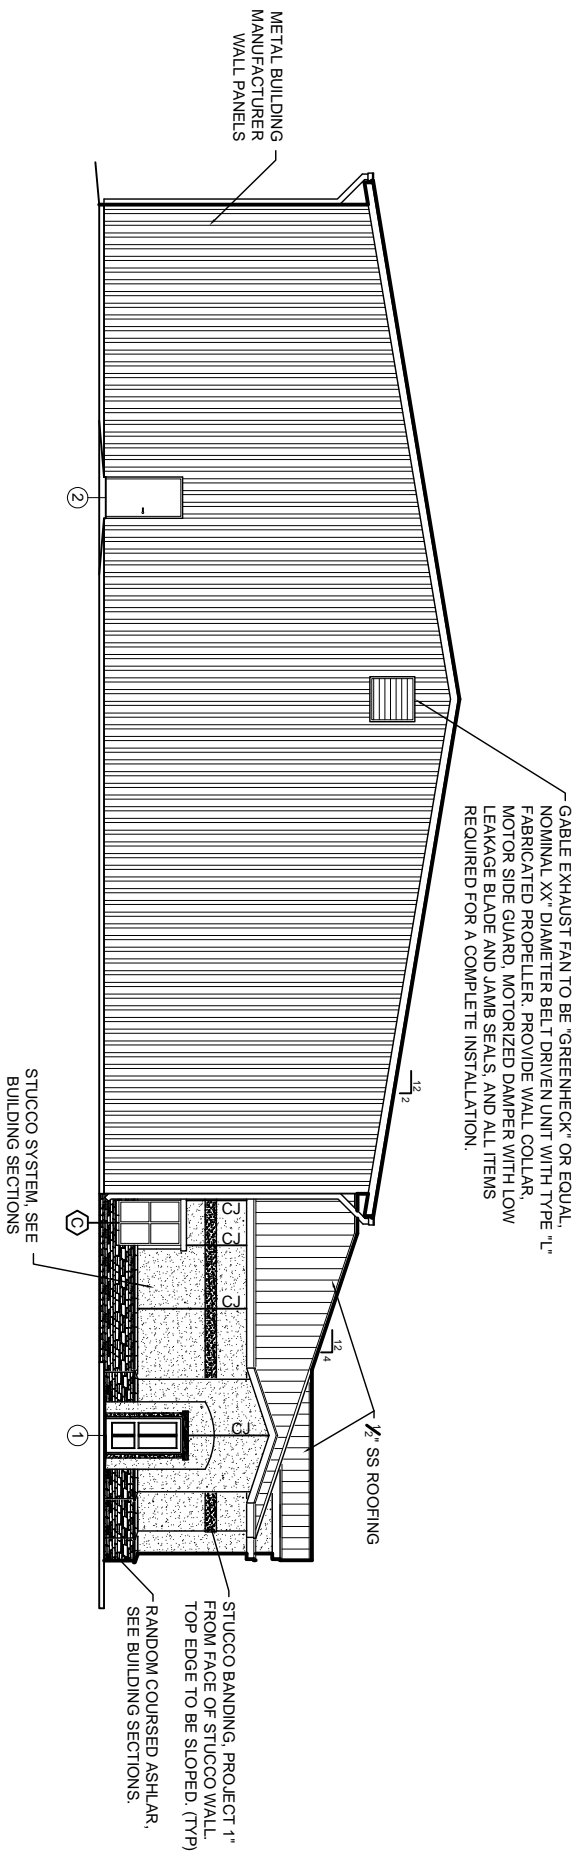 GABLE EXHAUST FAN TO BE "GREENHECK" OR EQUAL,
NOMINAL XX" DIAMETER BELT DRIVEN UNIT WITH TYPE "L"
FABRICATED PROPELLER. PROVIDE WALL COLLAR,
MOTOR SIDE GUARD, MOTORIZED DAMPER WITH LOW
LEAKAGE BLADE AND JAMB SEALS, AND ALL ITEMS
REQUIRED FOR A COMPLETE INSTALLATION.
METAL BUILDING
MANUFACTURER
WALL PANELS
12
2
12
4
½" SS ROOFING
CJ
CJ
CJ
CJ
STUCCO BANDING, PROJECT 1"
FROM FACE OF STUCCO WALL.
TOP EDGE TO BE SLOPED. (TYP)
RANDOM COURSED ASHLAR,
SEE BUILDING SECTIONS.
2
C
1
STUCCO SYSTEM, SEE
BUILDING SECTIONS